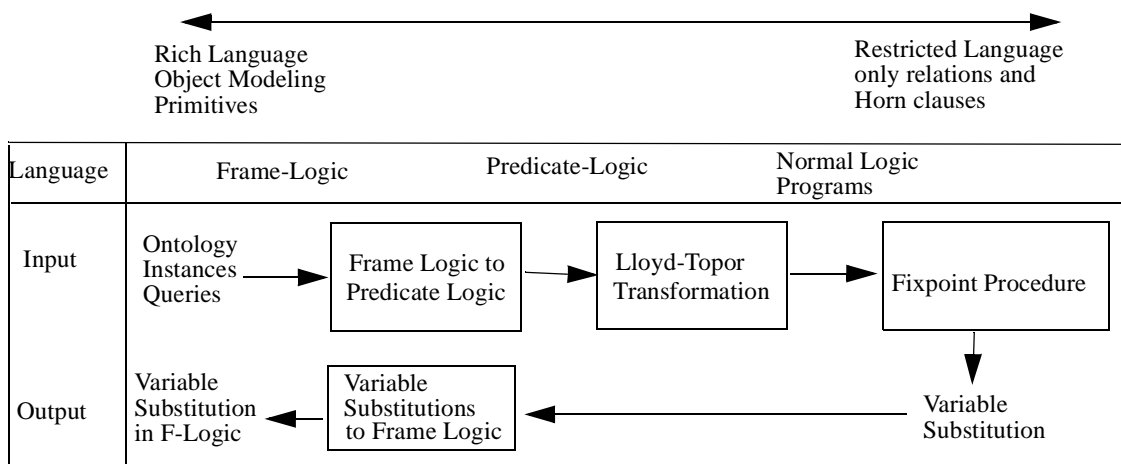 Rich Language
Object Modeling
Primitives
Restricted Language
only relations and
Horn clauses
Language
Frame-Logic
Predicate-Logic
Normal Logic
Programs
Input
Ontology
Instances
Queries
Frame Logic to
Predicate Logic
Lloyd-Topor
Transformation
Fixpoint Procedure
Output
Variable
Substitution
in F-Logic
Variable
Substitutions
to Frame Logic
Variable
Substitution